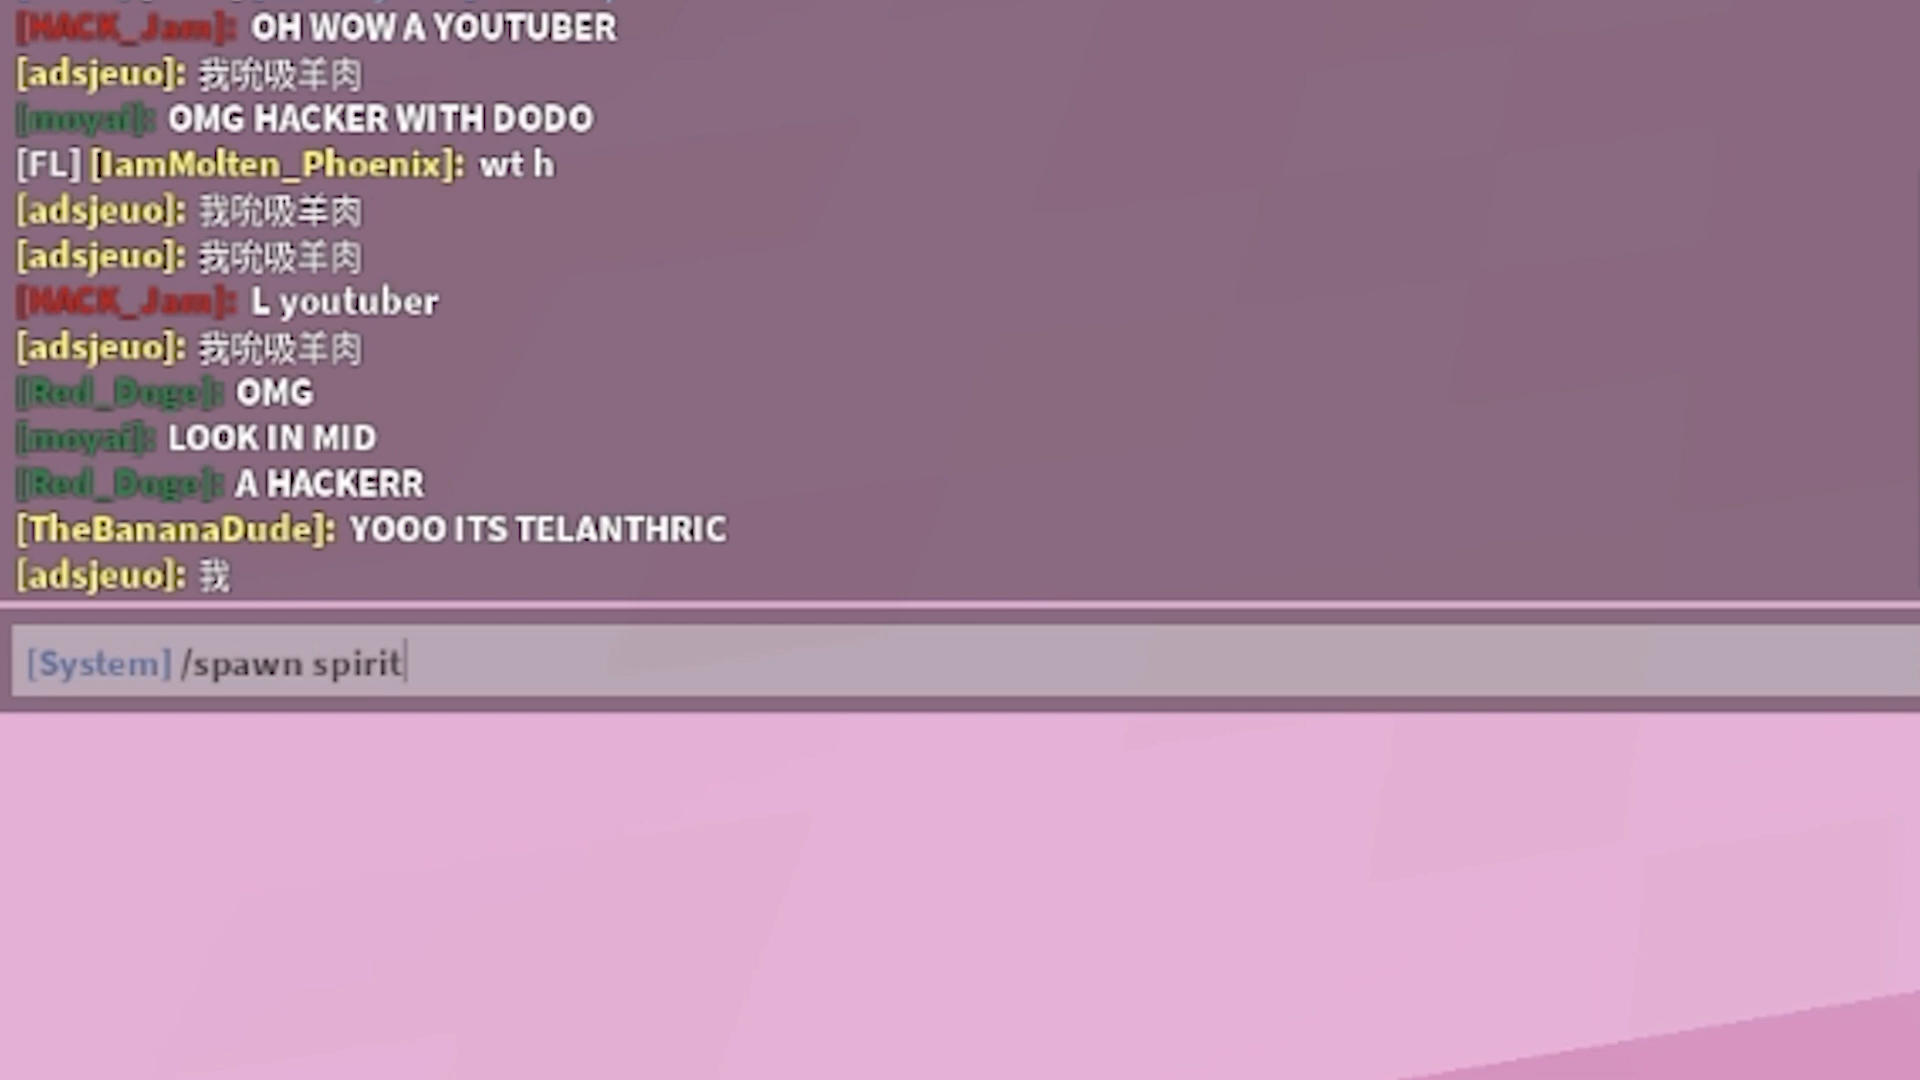 [HACK_Jam]: OH WOW A YOUTUBER
[adsjeuo]: 我吮吸羊肉
[moyai]: OMG HACKER WITH DODO
[FL] [IamMolten_Phoenix]: wt h
[adsjeuo]: 我吮吸羊肉
[adsjeuo]: 我吮吸羊肉
[HACK_Jam]: L youtuber
[adsjeuo]: 我吮吸羊肉
[Red_Doge]: OMG
[moyai]: LOOK IN MID
[Red_Doge]: A HACKERR
[TheBananaDude]: YOOO ITS TELANTHRIC
[adsjeuo]: 我
[System] /spawn spirit